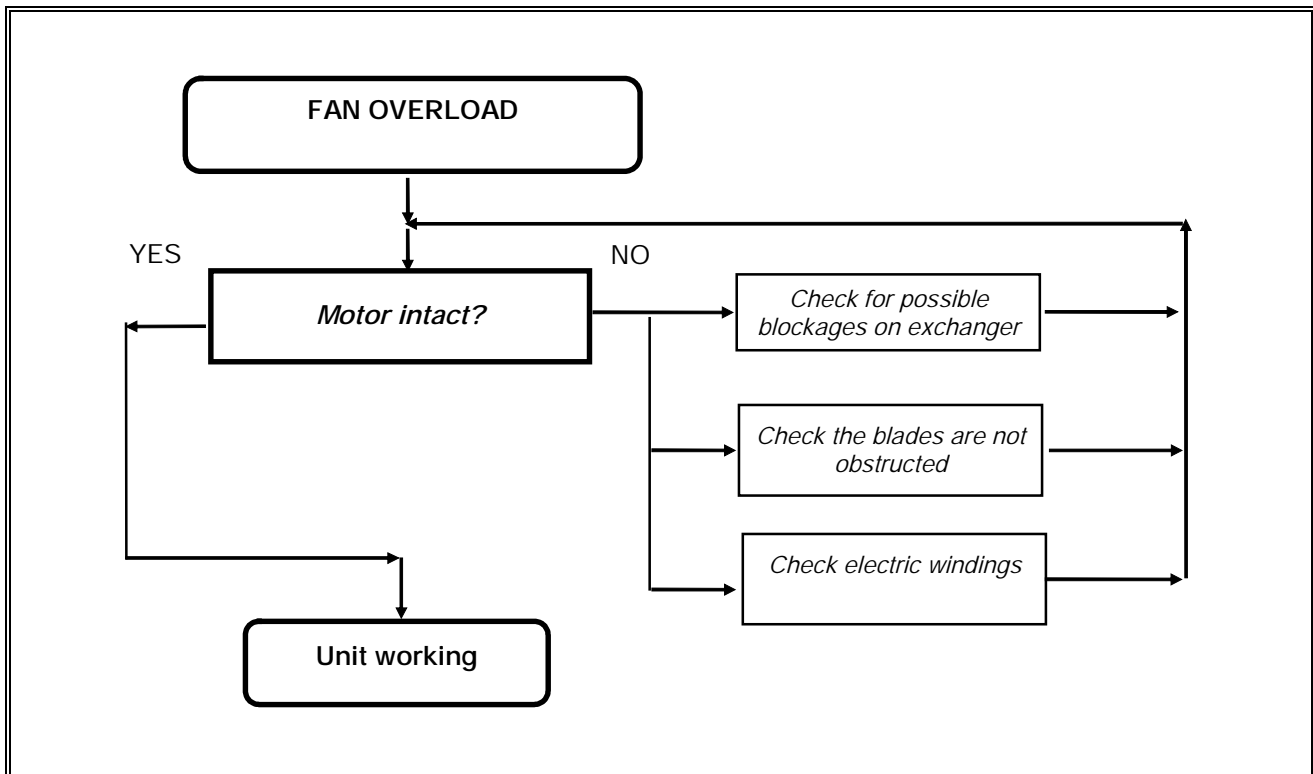 FAN OVERLOAD
YES
NO
Motor intact?
Check for possible
blockages on exchanger
Check the blades are not
obstructed
Check electric windings
Unit working